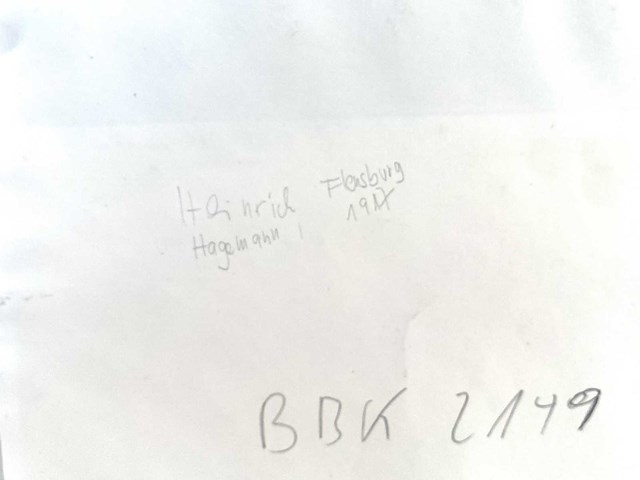 Heinrich Flensburg
Hagemann 1917
BBK 2149